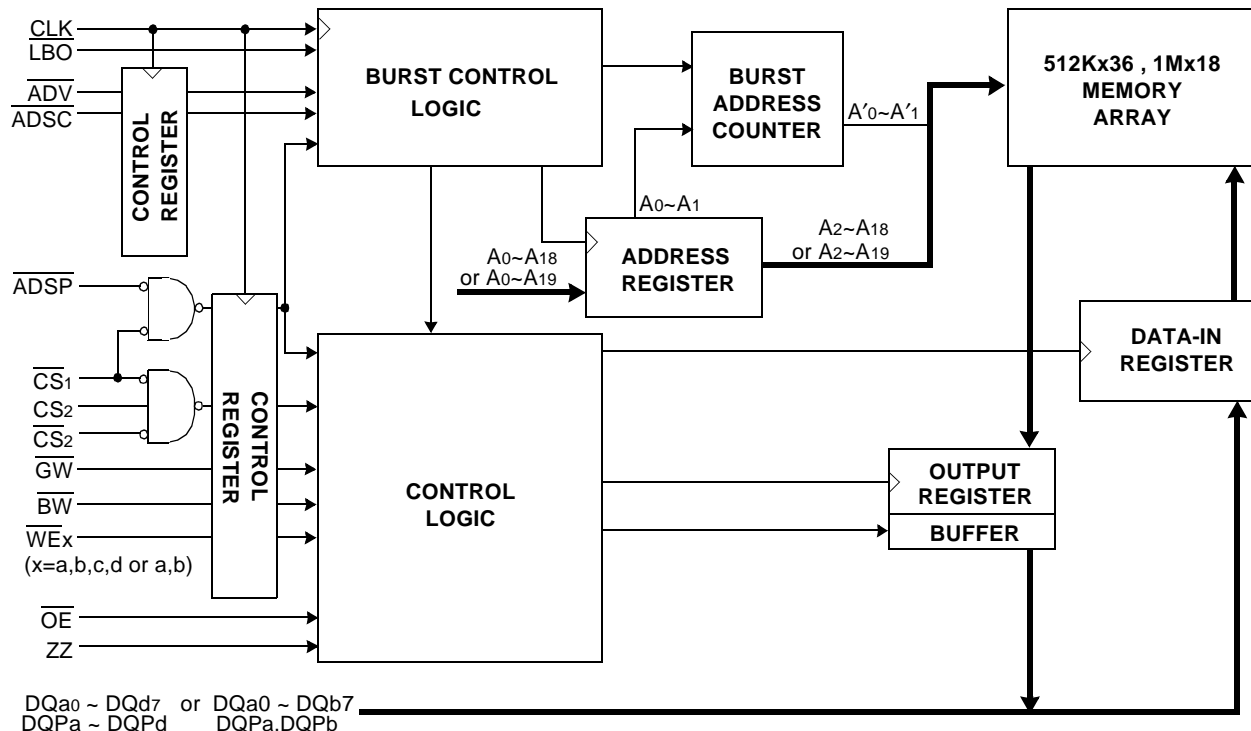 CLK
LBO
ADV
ADSC
CONTROL
REGISTER
BURST CONTROL
LOGIC
BURST
ADDRESS
COUNTER
A′0~A′1
512Kx36 , 1Mx18
MEMORY
ARRAY
A0~A1
A0~A18
or A0~A19
ADDRESS
REGISTER
A2~A18
or A2~A19
ADSP
CS1
CS2
CS2
GW
BW
WEx
(x=a,b,c,d or a,b)
OE
ZZ
CONTROL
REGISTER
CONTROL
LOGIC
DATA-IN
REGISTER
OUTPUT
REGISTER
BUFFER
DQa0 ~ DQd7 or DQa0 ~ DQb7
DQPa ~ DQPd DQPa,DQPb